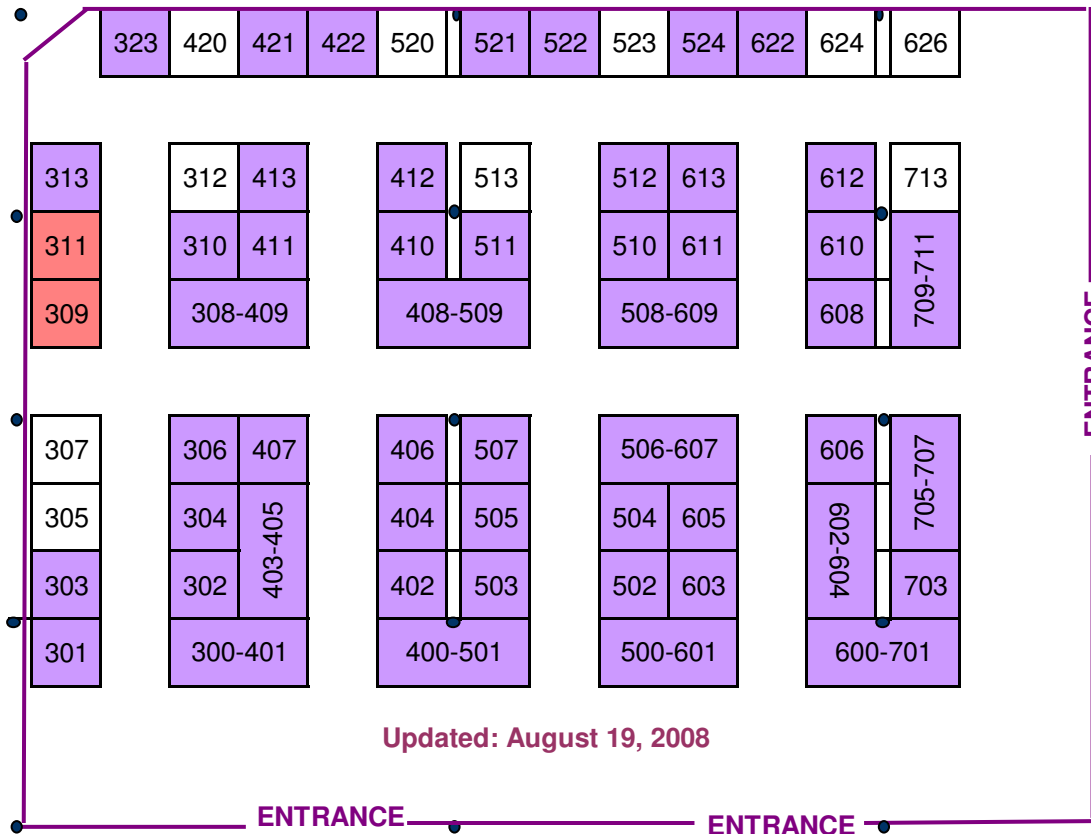 323 420 421 422 520 521 522 523 524 622 624 626
313 312 413 412 513 512 613 612 713
311 310 411 410 511 510 611 610 709-711
309 308-409 408-509 508-609 608
ENTRANCE
307 306 407 406 507 506-607 606 705-707
305 304 403-405 404 505 504 605 602-604
303 302 402 503 502 603 703
301 300-401 400-501 500-601 600-701
Updated: August 19, 2008
ENTRANCE ENTRANCE